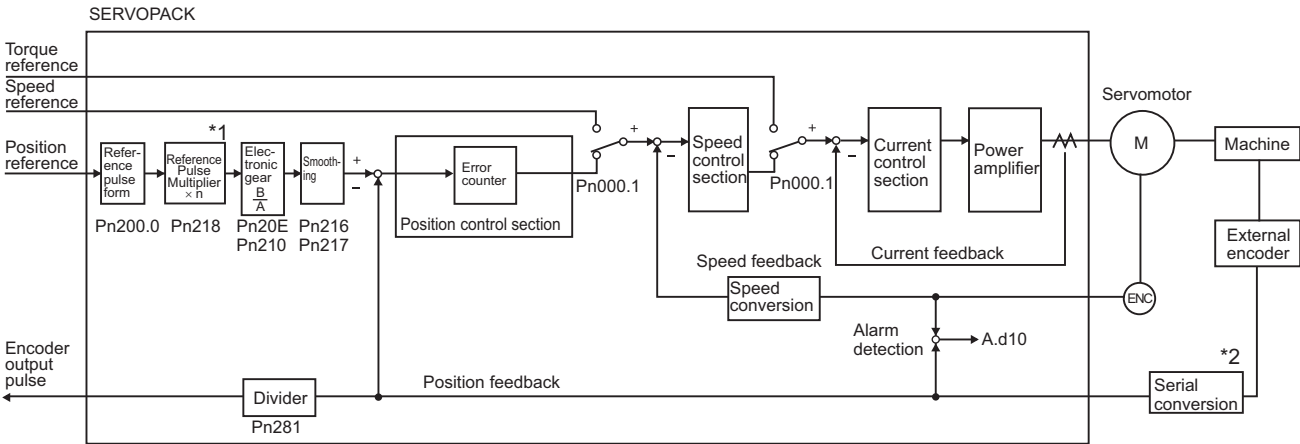 SERVOPACK
Torque
reference
Speed
reference
Position
reference
Refer-
ence
pulse
form
Pn200.0
*1
Reference
Pulse
Multiplier
× n
Pn218
Elec-
tronic
gear
B
A
Pn20E
Pn210
Smooth-
ing
Pn216
Pn217
+
−
Error
counter
Position control section
Pn000.1
+
−
Speed
control
section
Pn000.1
+
−
Current
control
section
Power
amplifier
Servomotor
M
Machine
External
encoder
Current feedback
Speed feedback
Speed
conversion
ENC
Alarm
detection
A.d10
*2
Serial
conversion
Encoder
output
pulse
Divider
Pn281
Position feedback